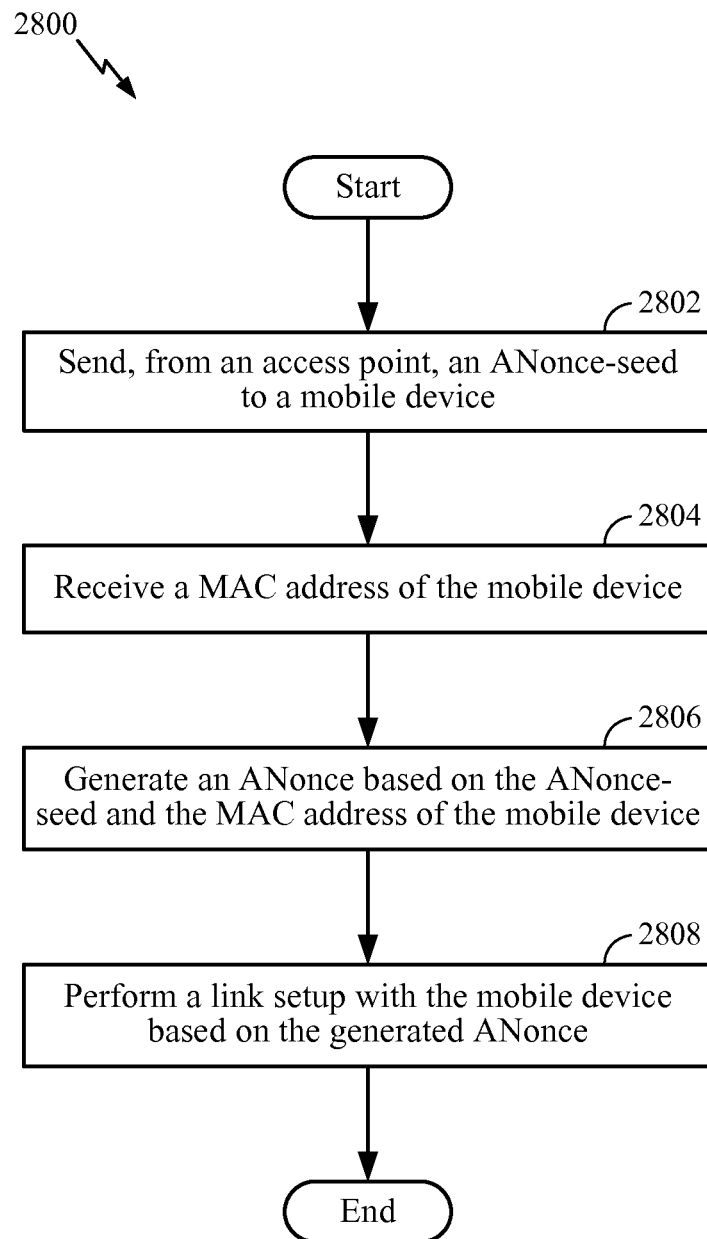 2800
Start
2802
Send, from an access point, an ANonce-seed
to a mobile device
2804
Receive a MAC address of the mobile device
2806
Generate an ANonce based on the ANonce-
seed and the MAC address of the mobile device
2808
Perform a link setup with the mobile device
based on the generated ANonce
End